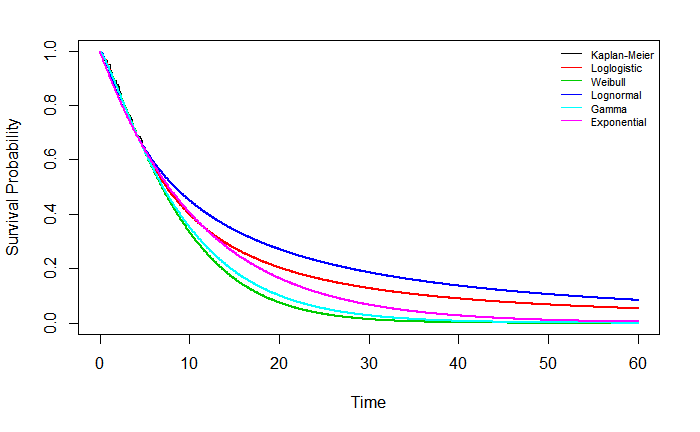 Kaplan-Meier
Loglogistic
Weibull
Lognormal
Gamma
Exponential
Survival Probability
1.0
0.8
0.6
0.4
0.2
0.0
0 10 20 30 40 50 60
Time